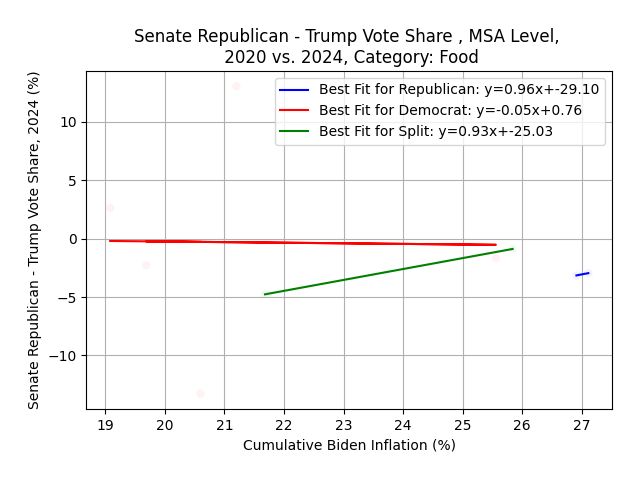 Senate Republican - Trump Vote Share , MSA Level,
2020 vs. 2024, Category: Food
Best Fit for Republican: y=0.96x+-29.10
Best Fit for Democrat: y=-0.05x+0.76
Best Fit for Split: y=0.93x+-25.03
Senate Republican - Trump Vote Share, 2024 (%)
10
5
0
−5
−10
19 20 21 22 23 24 25 26 27
Cumulative Biden Inflation (%)